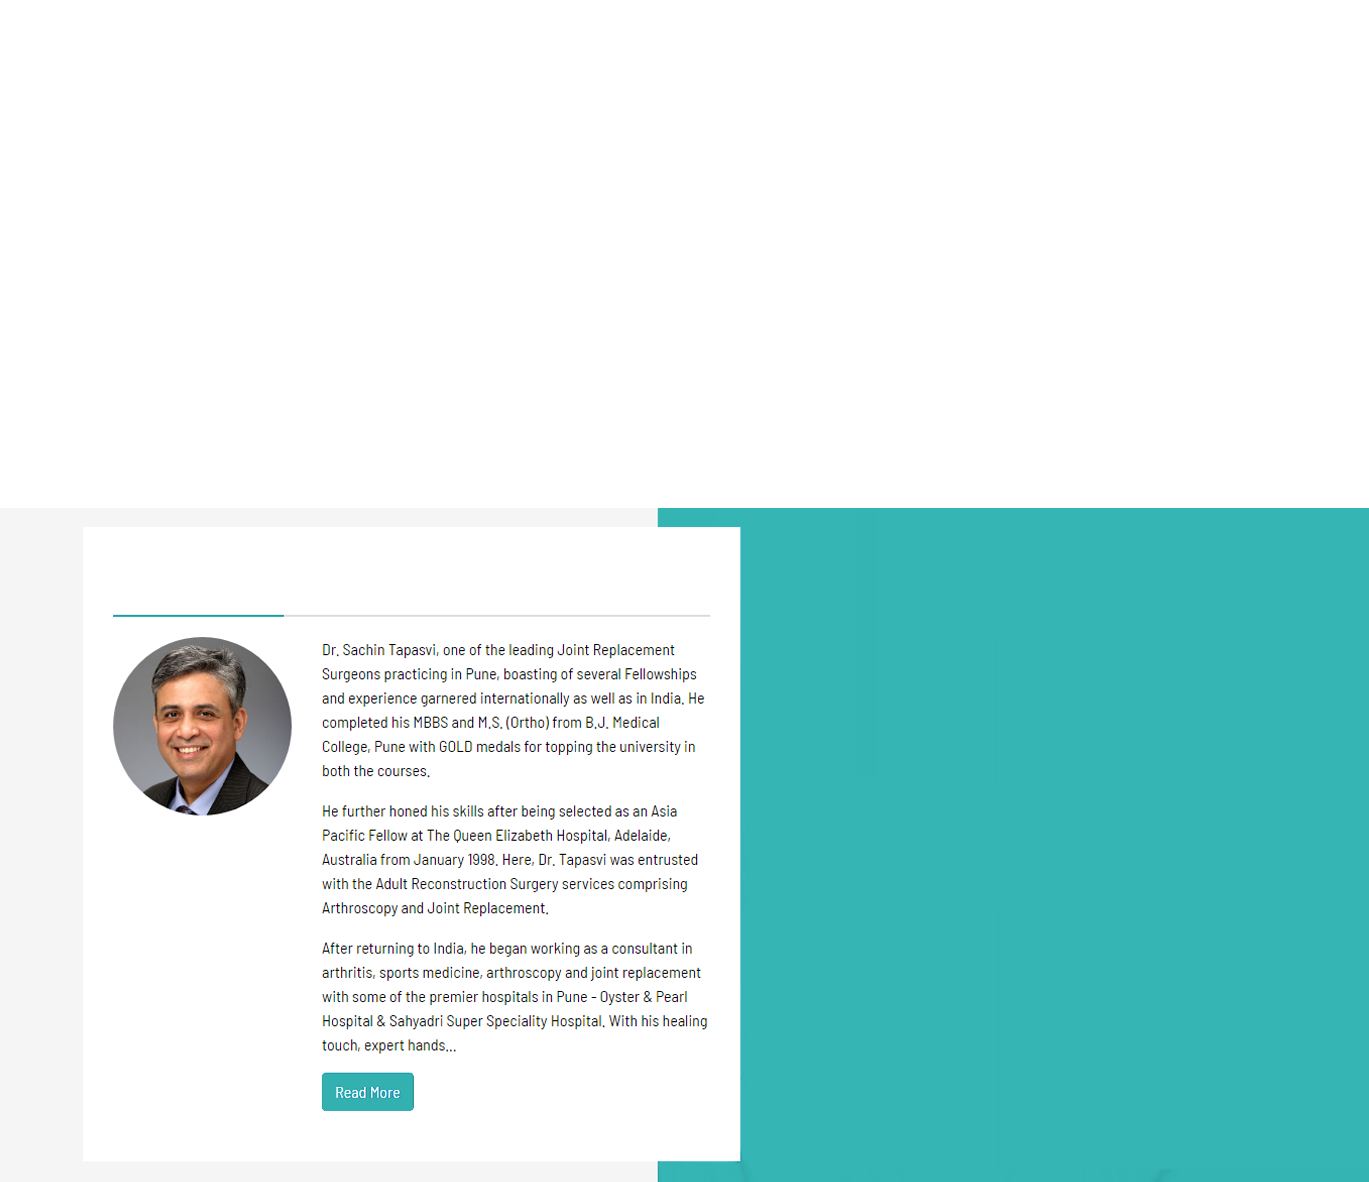 Dr. Sachin Tapasvi, one of the leading Joint Replacement
Surgeons practicing in Pune, boasting of several Fellowships
and experience garnered internationally as well as in India. He
completed his MBBS and M.S. (Ortho) from B.J. Medical
College, Pune with GOLD medals for topping the university in
both the courses.
He further honed his skills after being selected as an Asia
Pacific Fellow at The Queen Elizabeth Hospital, Adelaide,
Australia from January 1998. Here, Dr. Tapasvi was entrusted
with the Adult Reconstruction Surgery services comprising
Arthroscopy and Joint Replacement.
After returning to India, he began working as a consultant in
arthritis, sports medicine, arthroscopy and joint replacement
with some of the premier hospitals in Pune - Oyster & Pearl
Hospital & Sahyadri Super Speciality Hospital. With his healing
touch, expert hands...
Read More